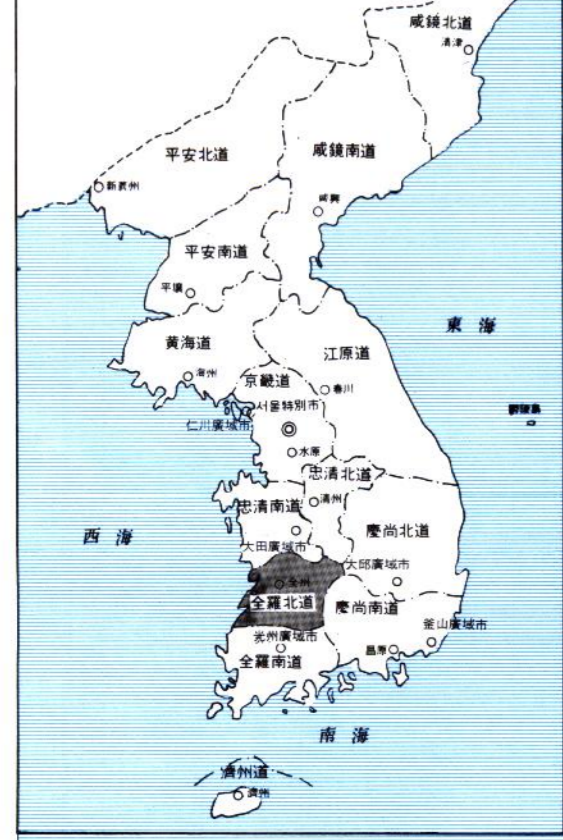 咸鏡北道
清津
平安北道
咸鏡南道
新義州
咸興
平安南道
平壤
東海
黃海道
江原道
海州
京畿道
春川
서울特別市
仁川廣域市
水原
忠清北道
忠清南道
清州
慶尙北道
西海
大田廣域市
大邱廣域市
全州
全羅北道
慶尙南道
釜山廣域市
光州廣域市
昌原
全羅南道
南海
濟州道
濟州